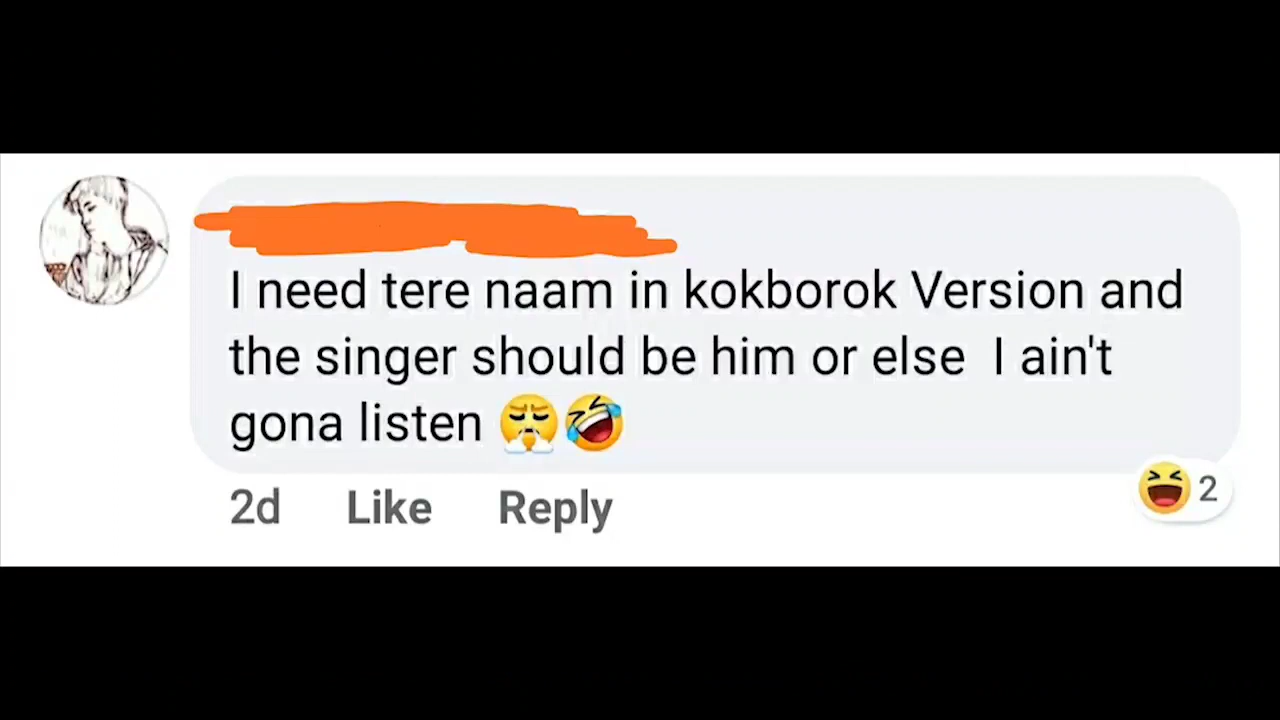 I need tere naam in kokborok Version and
the singer should be him or else I ain't
gona listen 😤🤣
2d Like Reply
2